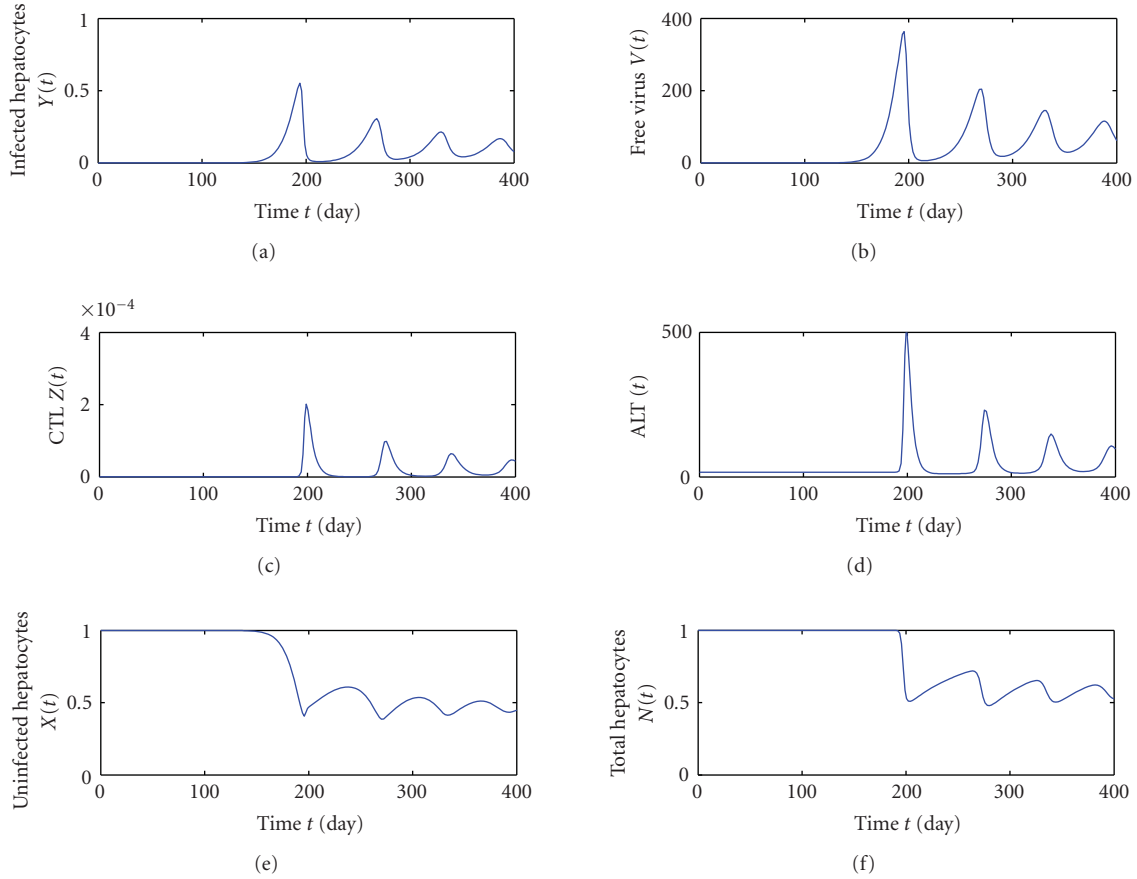 Infected hepatocytes
Y(t)
1
0.5
0
0 100 200 300 400
Time t (day)
(a)
Free virus V(t)
400
200
0
0 100 200 300 400
Time t (day)
(b)
×10−4
CTL Z(t)
4
2
0
0 100 200 300 400
Time t (day)
(c)
ALT (t)
500
0
0 100 200 300 400
Time t (day)
(d)
Uninfected hepatocytes
X(t)
1
0.5
0
0 100 200 300 400
Time t (day)
(e)
Total hepatocytes
N(t)
1
0.5
0
0 100 200 300 400
Time t (day)
(f)